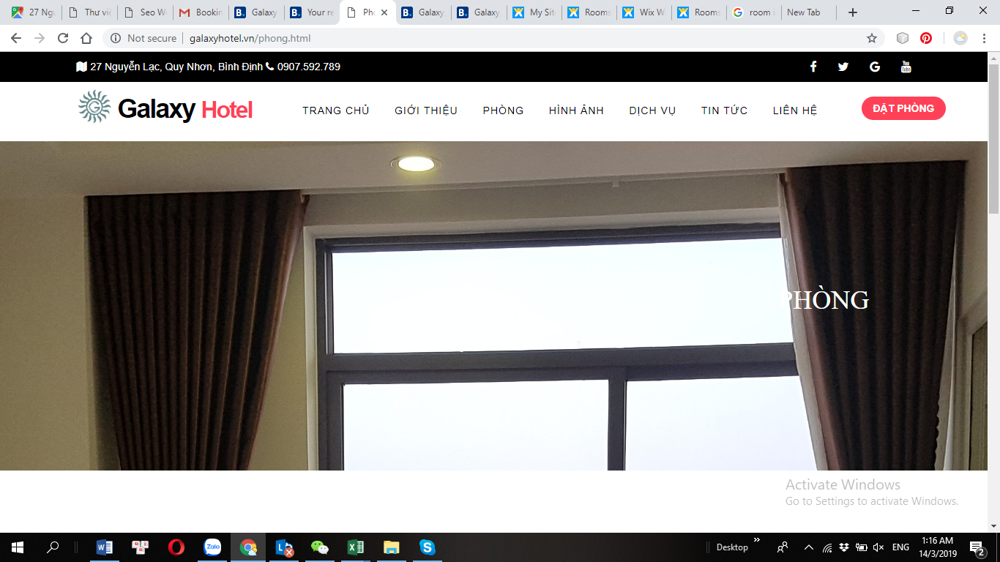 27 Ngu
Thư viê
Seo We
Bookin
Galaxy
Your re
Phò
Galaxy
Galaxy
My Sit
Rooms
Wix W
Rooms
room i
New Tab
Not secure | galaxyhotel.vn/phong.html
27 Nguyễn Lạc, Quy Nhơn, Bình Định 0907.592.789
Galaxy Hotel
TRANG CHỦ
GIỚI THIỆU
PHÒNG
HÌNH ẢNH
DỊCH VỤ
TIN TỨC
LIÊN HỆ
ĐẶT PHÒNG
PHÒNG
Activate Windows
Go to Settings to activate Windows.
Zalo
Desktop
ENG
1:16 AM
14/3/2019
2